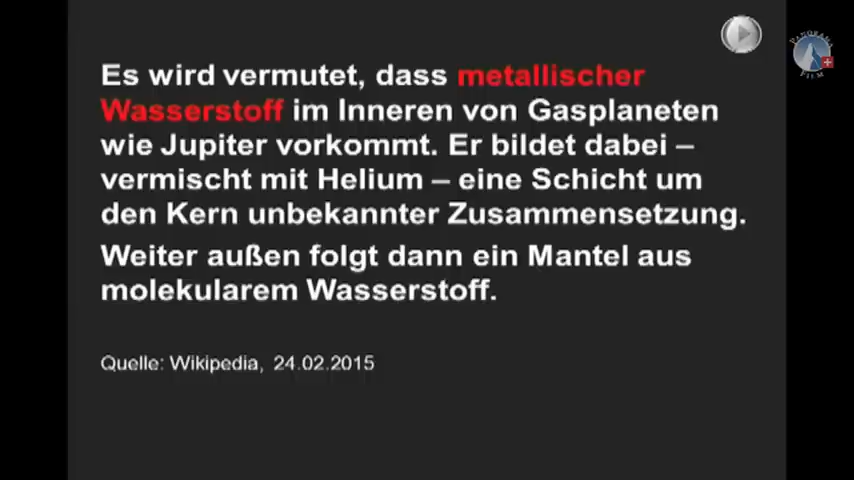 Es wird vermutet, dass metallischer
Wasserstoff im Inneren von Gasplaneten
wie Jupiter vorkommt. Er bildet dabei –
vermischt mit Helium – eine Schicht um
den Kern unbekannter Zusammensetzung.
Weiter außen folgt dann ein Mantel aus
molekularem Wasserstoff.
Quelle: Wikipedia, 24.02.2015
PANORAMA
FILM